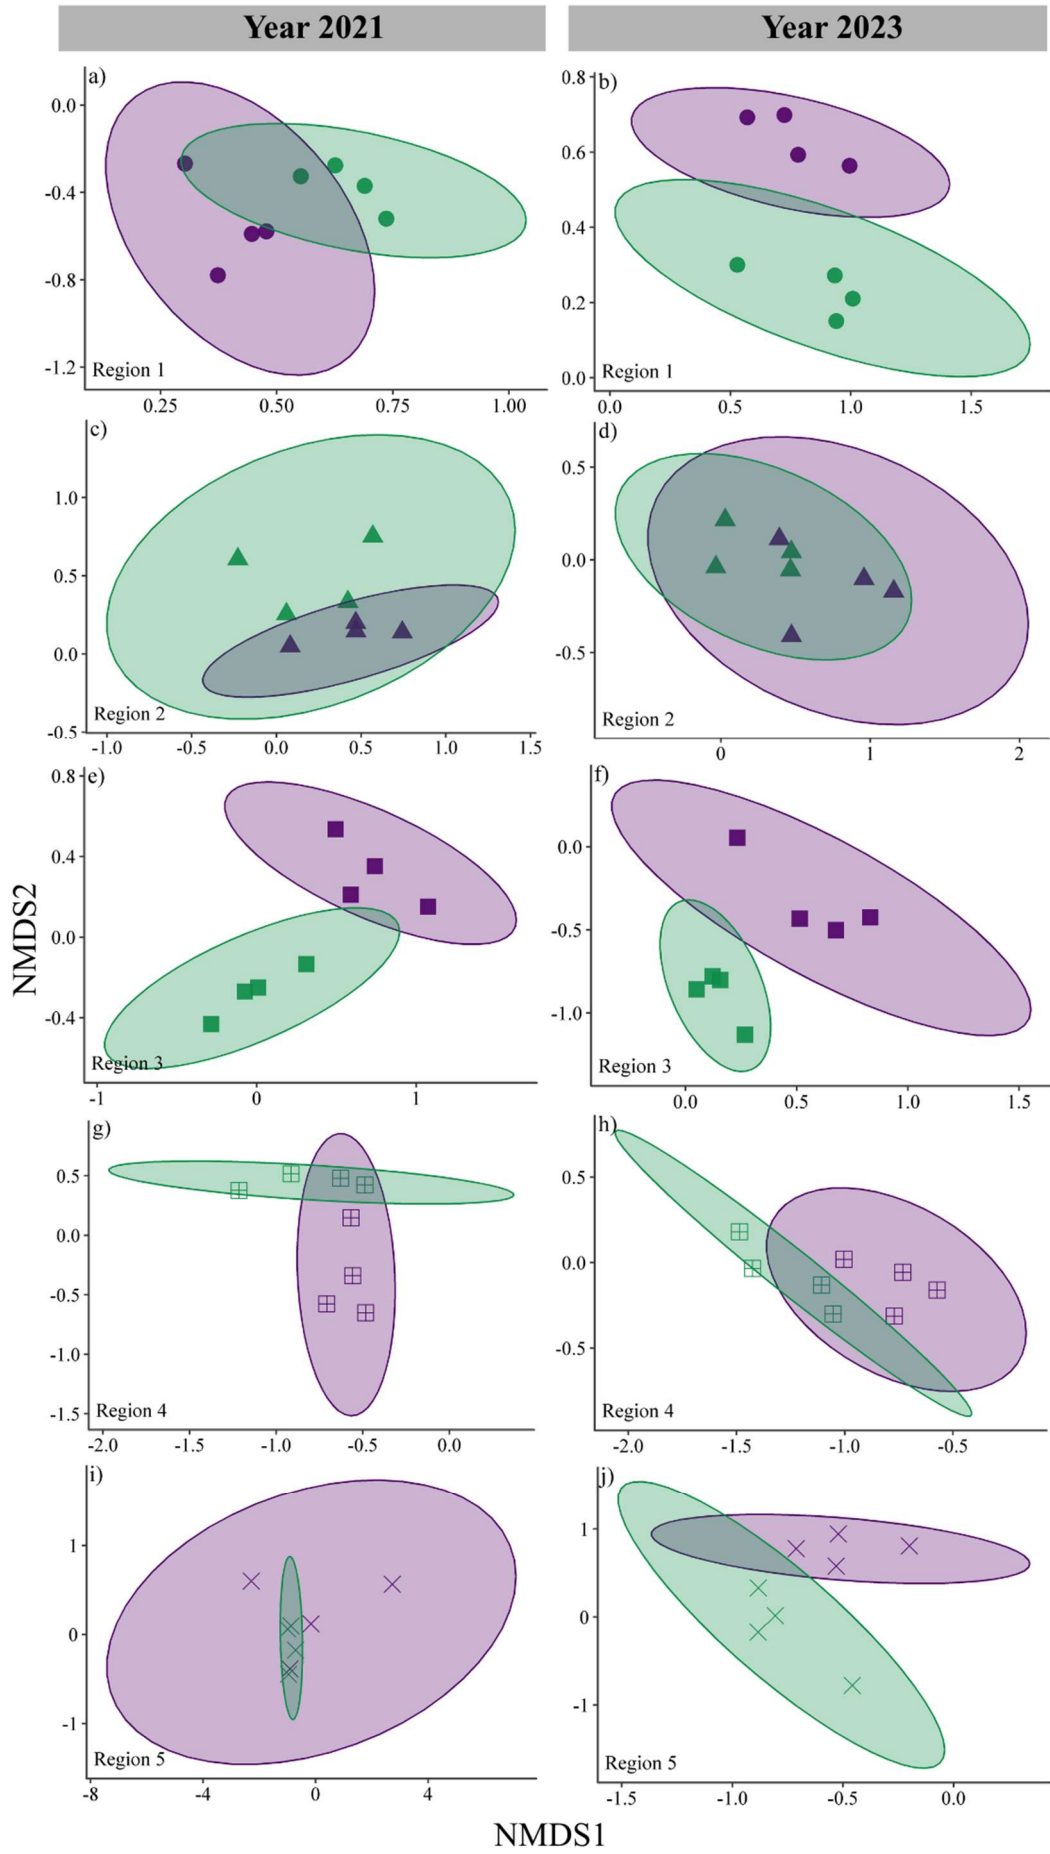 Year 2021 Year 2023
a)
0.0
-0.4
-0.8
-1.2
Region 1
0.25 0.50 0.75 1.00
b)
0.8
0.6
0.4
0.2
0.0
Region 1
0.0 0.5 1.0 1.5
c)
1.0
0.5
0.0
-0.5
Region 2
-1.0 -0.5 0.0 0.5 1.0 1.5
d)
0.5
0.0
-0.5
Region 2
0 1 2
e)
0.8
0.4
0.0
-0.4
Region 3
-1 0 1
f)
0.0
-0.5
-1.0
Region 3
0.0 0.5 1.0 1.5
NMDS2
g)
0.5
0.0
-0.5
-1.0
-1.5
Region 4
-2.0 -1.5 -1.0 -0.5 0.0
h)
0.5
0.0
-0.5
Region 4
-2.0 -1.5 -1.0 -0.5
i)
1
0
-1
Region 5
-8 -4 0 4
j)
1
0
-1
Region 5
-1.5 -1.0 -0.5 0.0
NMDS1